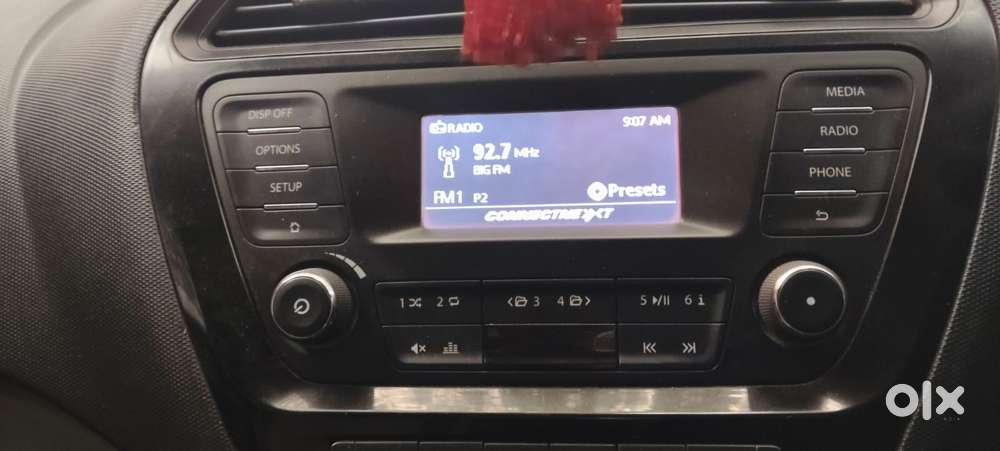 DISP OFF
OPTIONS
SETUP
RADIO
9:07 AM
92.7 MHz
BIG FM
FM1 P2
Presets
CONNECTNEXT
MEDIA
RADIO
PHONE
1
2
3
4
5
6 i
olx